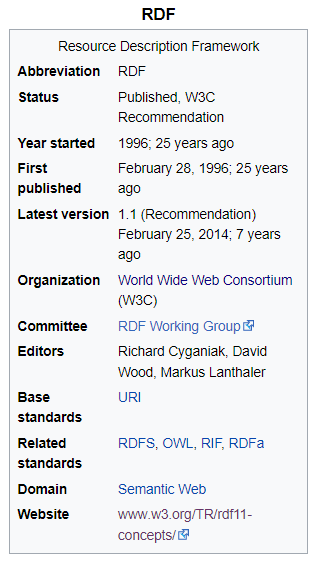 RDF
Resource Description Framework
Abbreviation RDF
Status Published, W3C
Recommendation
Year started 1996; 25 years ago
First published February 28, 1996; 25 years
ago
Latest version 1.1 (Recommendation)
February 25, 2014; 7 years
ago
Organization World Wide Web Consortium
(W3C)
Committee RDF Working Group
Editors Richard Cyganiak, David
Wood, Markus Lanthaler
Base standards URI
Related standards RDFS, OWL, RIF, RDFa
Domain Semantic Web
Website www.w3.org/TR/rdf11-
concepts/